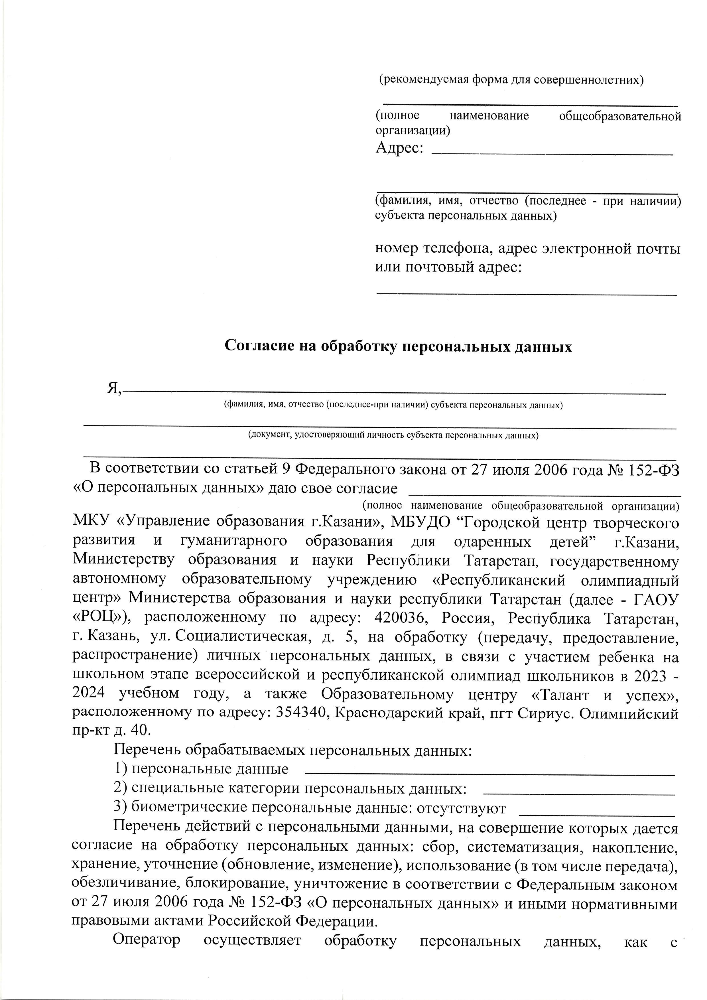 (рекомендуемая форма для совершеннолетних)
(полное наименование общеобразовательной
организации)
Адрес:
(фамилия, имя, отчество (последнее - при наличии)
субъекта персональных данных)
номер телефона, адрес электронной почты
или почтовый адрес:
Согласие на обработку персональных данных
Я,
(фамилия, имя, отчество (последнее-при наличии) субъекта персональных данных)
(документ, удостоверяющий личность субъекта персональных данных)
В соответствии со статьей 9 Федерального закона от 27 июля 2006 года № 152-ФЗ
«О персональных данных» даю свое согласие
(полное наименование общеобразовательной организации)
МКУ «Управление образования г.Казани», МБУДО “Городской центр творческого
развития и гуманитарного образования для одаренных детей” г.Казани,
Министерству образования и науки Республики Татарстан, государственному
автономному образовательному учреждению «Республиканский олимпиадный
центр» Министерства образования и науки республики Татарстан (далее - ГАОУ
«РОЦ»), расположенному по адресу: 420036, Россия, Республика Татарстан,
г. Казань, ул. Социалистическая, д. 5, на обработку (передачу, предоставление,
распространение) личных персональных данных, в связи с участием ребенка на
школьном этапе всероссийской и республиканской олимпиад школьников в 2023 -
2024 учебном году, а также Образовательному центру «Талант и успех»,
расположенному по адресу: 354340, Краснодарский край, пгт Сириус. Олимпийский
пр-кт д. 40.
Перечень обрабатываемых персональных данных:
1) персональные данные
2) специальные категории персональных данных:
3) биометрические персональные данные: отсутствуют
Перечень действий с персональными данными, на совершение которых дается
согласие на обработку персональных данных: сбор, систематизация, накопление,
хранение, уточнение (обновление, изменение), использование (в том числе передача),
обезличивание, блокирование, уничтожение в соответствии с Федеральным законом
от 27 июля 2006 года № 152-ФЗ «О персональных данных» и иными нормативными
правовыми актами Российской Федерации.
Оператор осуществляет обработку персональных данных, как с